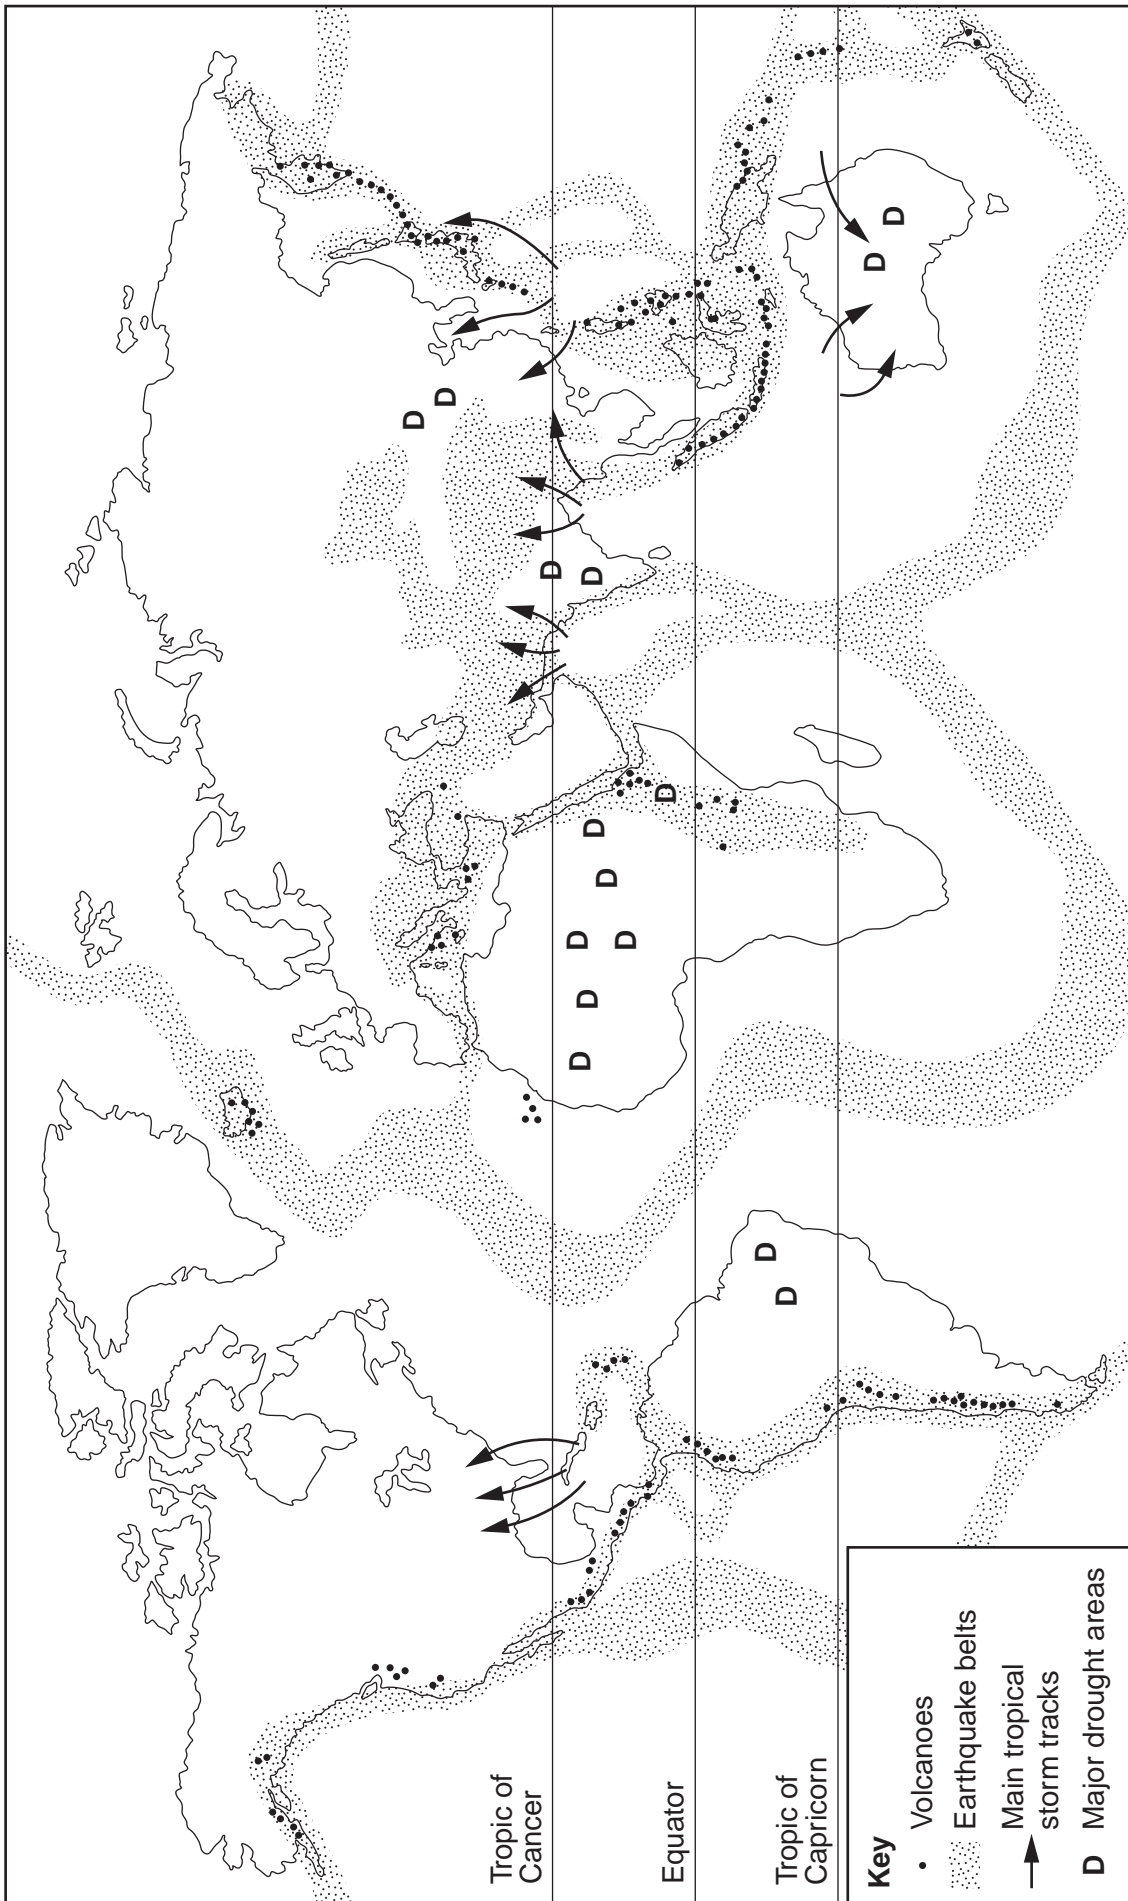 D
D
Tropic of
Cancer
D
D
D
D
D
D
D
D
Equator
D
D
D
Tropic of
Capricorn
D
D
Key
Volcanoes
Earthquake belts
Main tropical
storm tracks
D Major drought areas